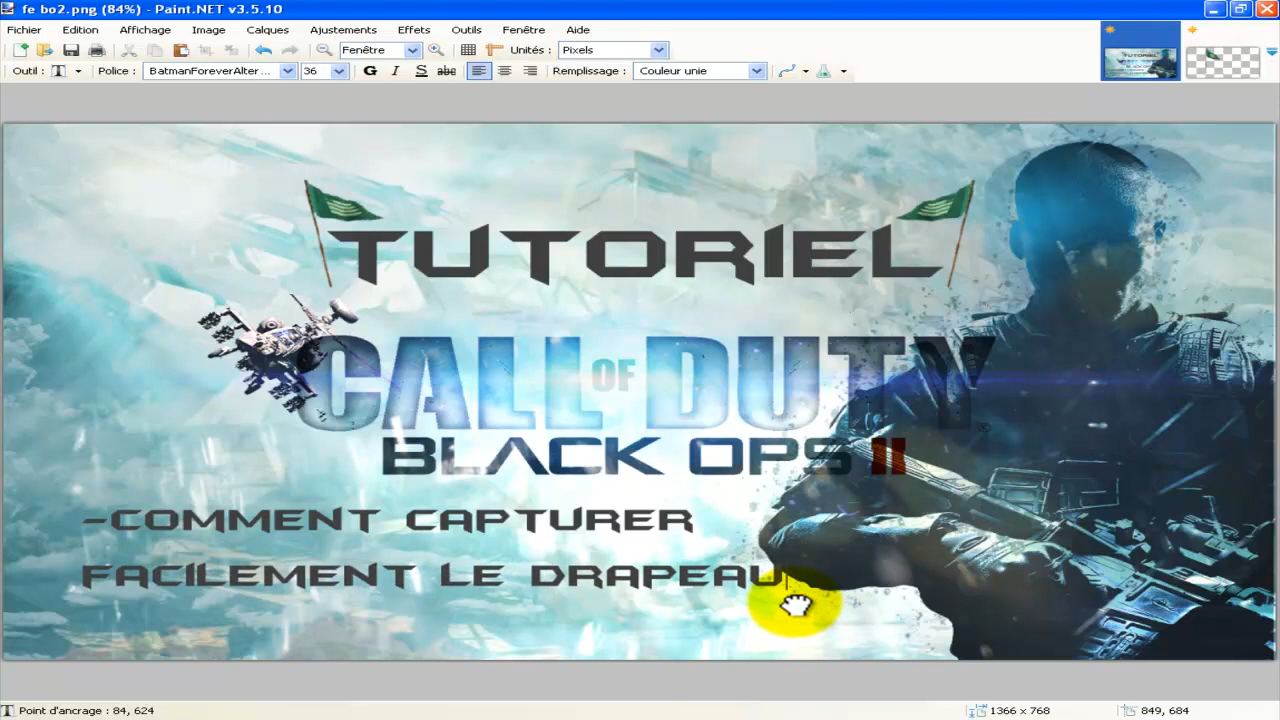 fe bo2.png (84%) - Paint.NET v3.5.10
Fichier Edition Affichage Image Calques Ajustements Effets Outils Fenêtre Aide
Fenêtre Unités : Pixels
Outil : T Police : BatmanForeverAlter ... 36 G I S abc Remplissage : Couleur unie
TUTORIEL
CALL OF DUTY ®
BLACK OPS II
-COMMENT CAPTURER
FACILEMENT LE DRAPEAU
Point d'ancrage : 84, 624 1366 x 768 849, 684